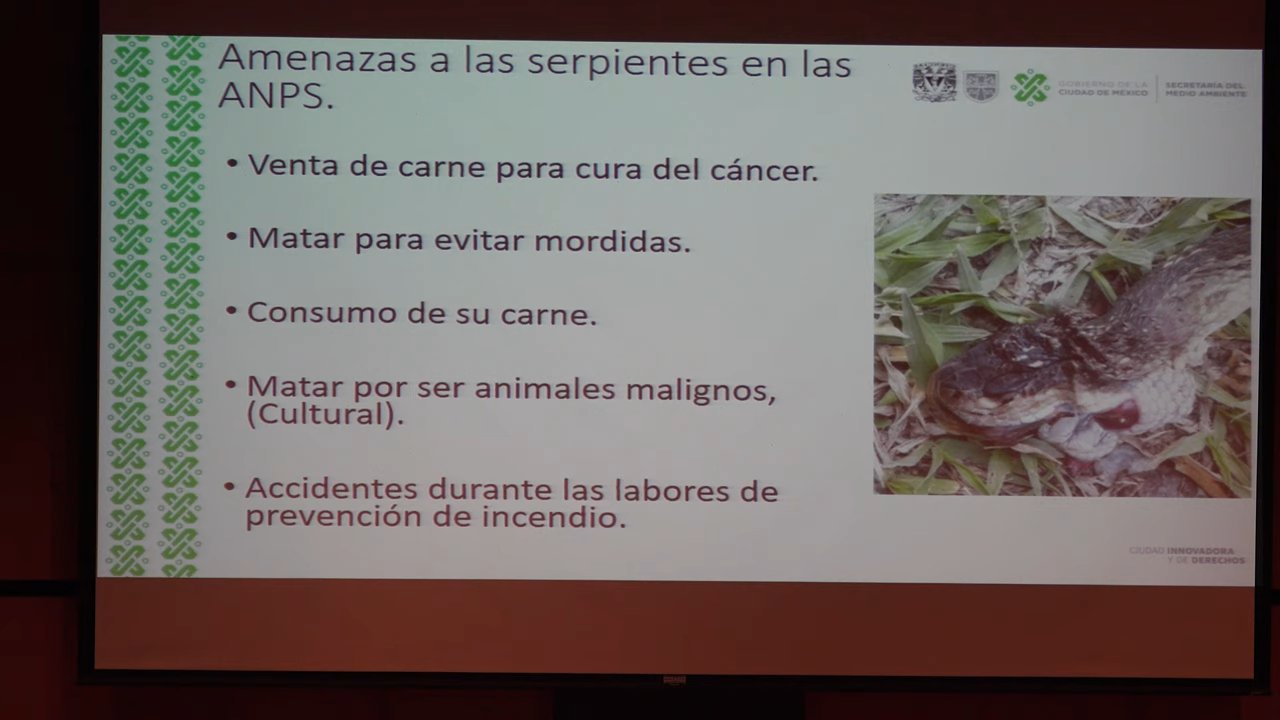 Amenazas a las serpientes en las
ANPS.
GOBIERNO DE LA
CIUDAD DE MÉXICO
SECRETARÍA DEL
MEDIO AMBIENTE
• Venta de carne para cura del cáncer.
• Matar para evitar mordidas.
• Consumo de su carne.
• Matar por ser animales malignos,
(Cultural).
• Accidentes durante las labores de
prevención de incendio.
CIUDAD INNOVADORA
Y DE DERECHOS